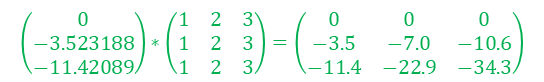 ( 0 ) ( 1 2 3 ) ( 0 0 0 )
( −3.523188 ) * ( 1 2 3 ) = ( −3.5 −7.0 −10.6 )
( −11.42089 ) ( 1 2 3 ) ( −11.4 −22.9 −34.3 )